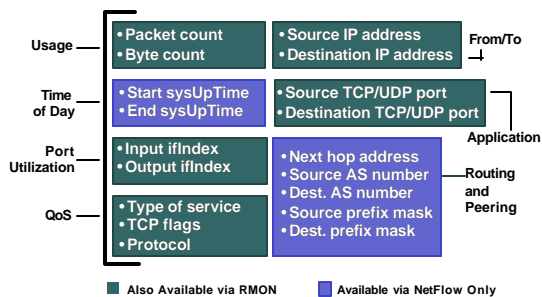 Usage
• Packet count
• Byte count
• Source IP address
• Destination IP address
From/To
Time
of Day
• Start sysUpTime
• End sysUpTime
• Source TCP/UDP port
• Destination TCP/UDP port
Application
Port
Utilization
• Input ifIndex
• Output ifIndex
• Next hop address
• Source AS number
• Dest. AS number
• Source prefix mask
• Dest. prefix mask
Routing
and
Peering
QoS
• Type of service
• TCP flags
• Protocol
Also Available via RMON
Available via NetFlow Only